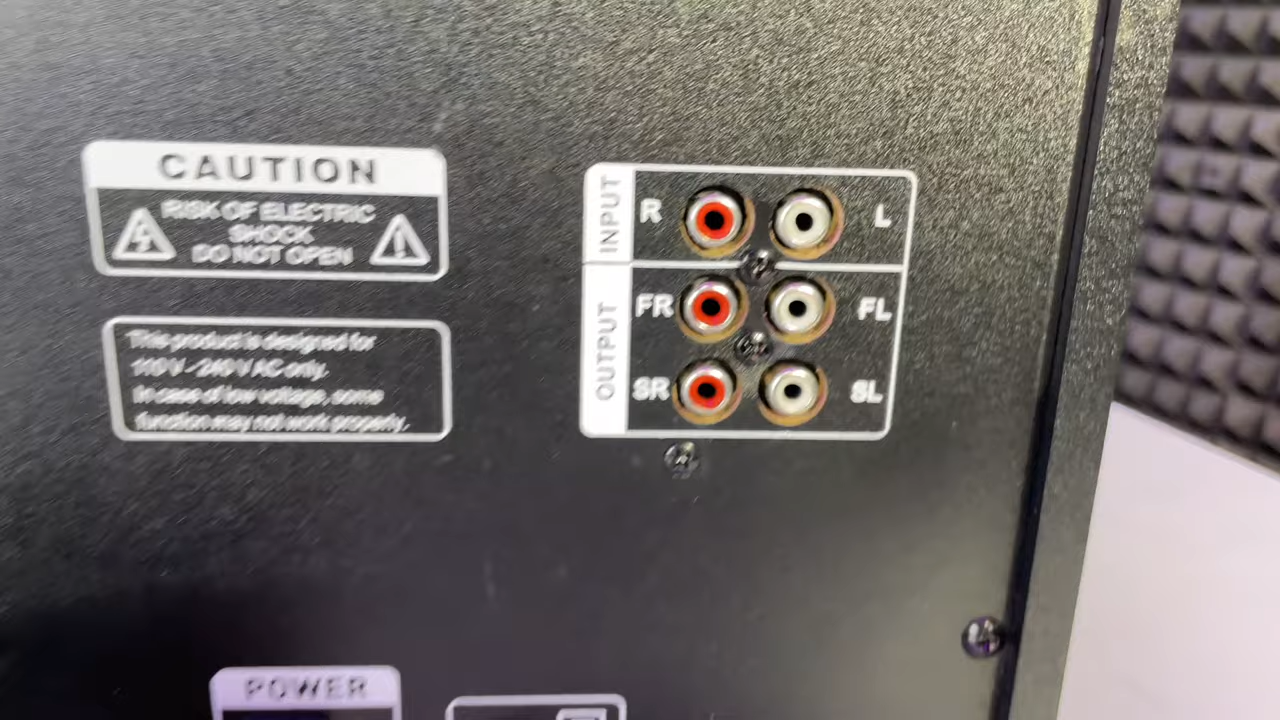 CAUTION
RISK OF ELECTRIC
SHOCK
DO NOT OPEN
This product is designed for
110V - 240V AC only.
In case of low voltage, some
function may not work properly.
INPUT
R
L
OUTPUT
FR
FL
SR
SL
POWER